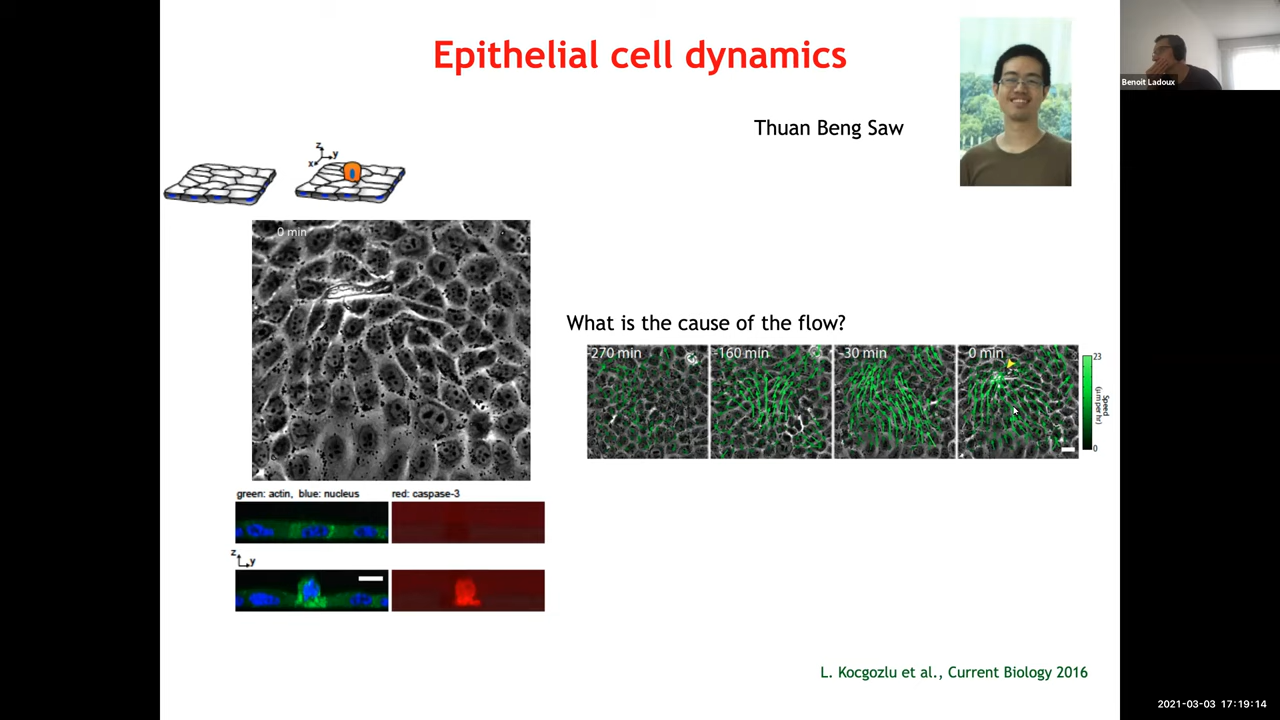 Epithelial cell dynamics
Benoit Ladoux
Thuan Beng Saw
z
y
x
0 min
What is the cause of the flow?
-270 min
-160 min
-30 min
0 min
23
Speed
(μm per hr)
0
green: actin, blue: nucleus
red: caspase-3
z
y
L. Kocgozlu et al., Current Biology 2016
2021-03-03 17:19:14